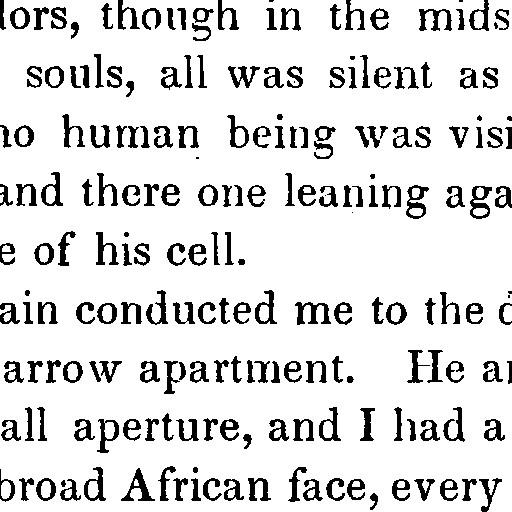 lors, though in the mids
souls, all was silent as
no human being was visi
and there one leaning aga
e of his cell.
ain conducted me to the d
arrow apartment. He an
all aperture, and I had a
broad African face, every